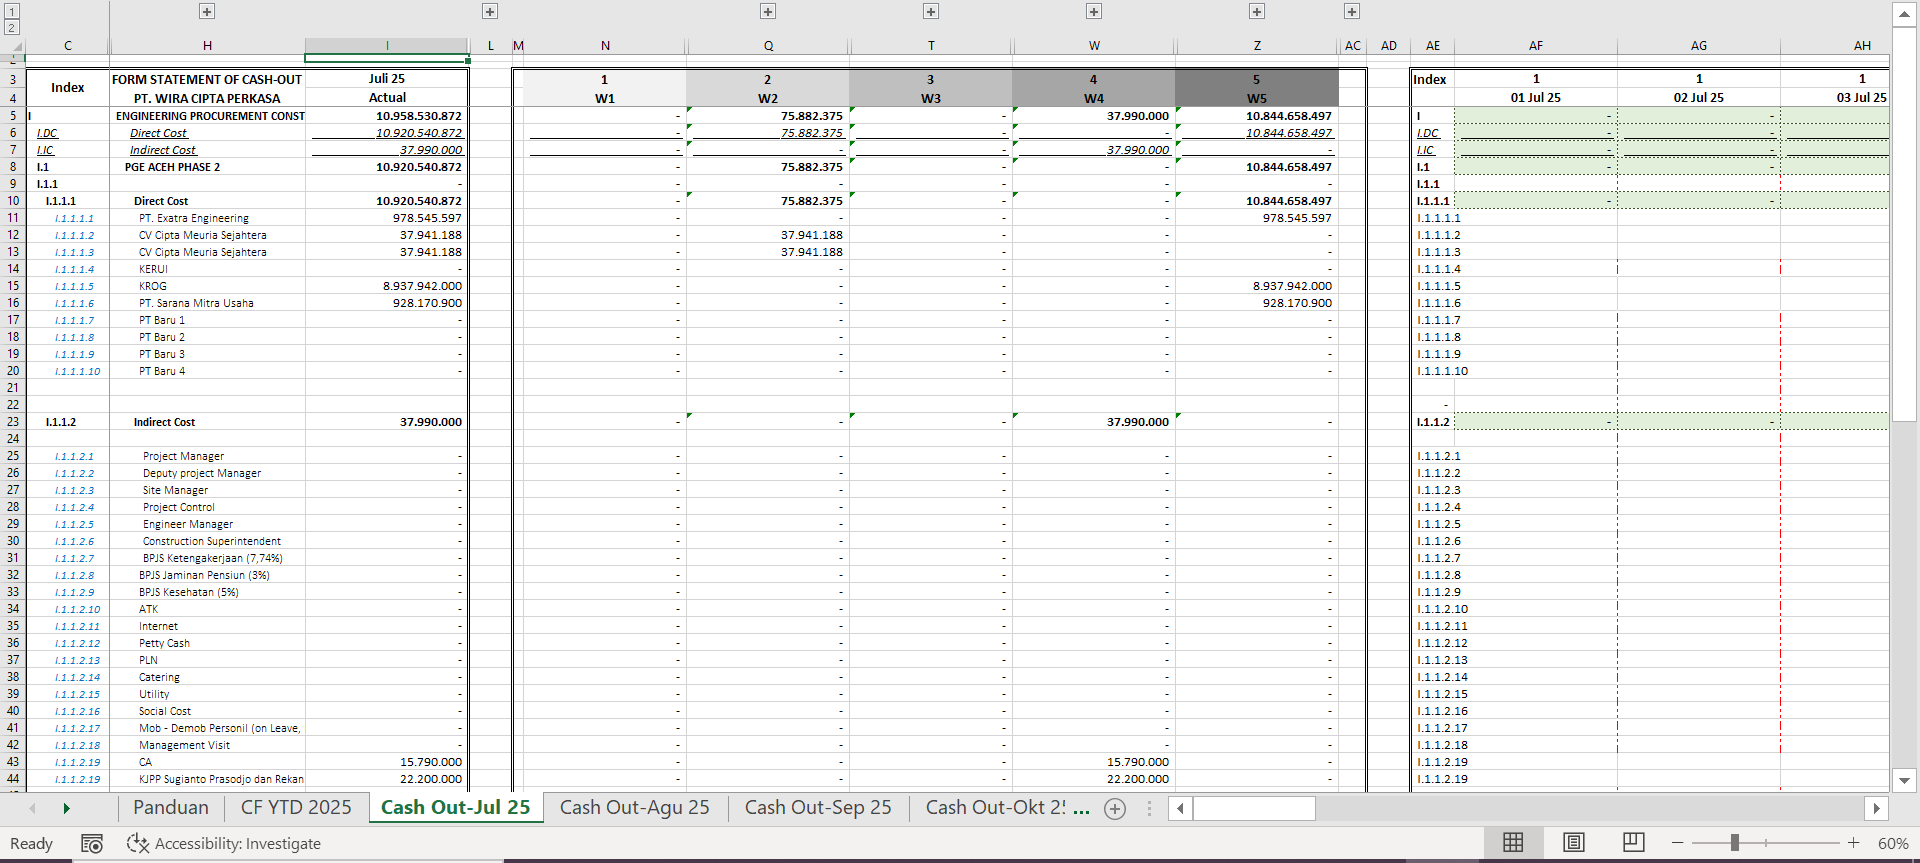 1
2
C H I L M N Q T W Z AC AD AE AF AG AH
3 Index FORM STATEMENT OF CASH-OUT Juli 25 1 2 3 4 5 Index 1 1 1
4 PT. WIRA CIPTA PERKASA Actual W1 W2 W3 W4 W5 01 Jul 25 02 Jul 25 03 Jul 25
5 I ENGINEERING PROCUREMENT CONST 10.958.530.872 - 75.882.375 - 37.990.000 10.844.658.497 I - -
6 I.DC Direct Cost 10.920.540.872 - 75.882.375 - - 10.844.658.497 I.DC - -
7 I.IC Indirect Cost 37.990.000 - - - 37.990.000 - I.IC - -
8 I.1 PGE ACEH PHASE 2 10.920.540.872 - 75.882.375 - - 10.844.658.497 I.1 - -
9 I.1.1 - - - - - - I.1.1
10 I.1.1.1 Direct Cost 10.920.540.872 - 75.882.375 - - 10.844.658.497 I.1.1.1 - -
11 I.1.1.1.1 PT. Exatra Engineering 978.545.597 - - - - 978.545.597 I.1.1.1.1
12 I.1.1.1.2 CV Cipta Meuria Sejahtera 37.941.188 - 37.941.188 - - - I.1.1.1.2
13 I.1.1.1.3 CV Cipta Meuria Sejahtera 37.941.188 - 37.941.188 - - - I.1.1.1.3
14 I.1.1.1.4 KERUI - - - - - - I.1.1.1.4
15 I.1.1.1.5 KROG 8.937.942.000 - - - - 8.937.942.000 I.1.1.1.5
16 I.1.1.1.6 PT. Sarana Mitra Usaha 928.170.900 - - - - 928.170.900 I.1.1.1.6
17 I.1.1.1.7 PT Baru 1 - - - - - - I.1.1.1.7
18 I.1.1.1.8 PT Baru 2 - - - - - - I.1.1.1.8
19 I.1.1.1.9 PT Baru 3 - - - - - - I.1.1.1.9
20 I.1.1.1.10 PT Baru 4 - - - - - - I.1.1.1.10
21
22 -
23 I.1.1.2 Indirect Cost 37.990.000 - - - 37.990.000 - I.1.1.2 - -
24
25 I.1.1.2.1 Project Manager - - - - - - I.1.1.2.1
26 I.1.1.2.2 Deputy project Manager - - - - - - I.1.1.2.2
27 I.1.1.2.3 Site Manager - - - - - - I.1.1.2.3
28 I.1.1.2.4 Project Control - - - - - - I.1.1.2.4
29 I.1.1.2.5 Engineer Manager - - - - - - I.1.1.2.5
30 I.1.1.2.6 Construction Superintendent - - - - - - I.1.1.2.6
31 I.1.1.2.7 BPJS Ketengakerjaan (7,74%) - - - - - - I.1.1.2.7
32 I.1.1.2.8 BPJS Jaminan Pensiun (3%) - - - - - - I.1.1.2.8
33 I.1.1.2.9 BPJS Kesehatan (5%) - - - - - - I.1.1.2.9
34 I.1.1.2.10 ATK - - - - - - I.1.1.2.10
35 I.1.1.2.11 Internet - - - - - - I.1.1.2.11
36 I.1.1.2.12 Petty Cash - - - - - - I.1.1.2.12
37 I.1.1.2.13 PLN - - - - - - I.1.1.2.13
38 I.1.1.2.14 Catering - - - - - - I.1.1.2.14
39 I.1.1.2.15 Utility - - - - - - I.1.1.2.15
40 I.1.1.2.16 Social Cost - - - - - - I.1.1.2.16
41 I.1.1.2.17 Mob - Demob Personil (on Leave, - - - - - - I.1.1.2.17
42 I.1.1.2.18 Management Visit - - - - - - I.1.1.2.18
43 I.1.1.2.19 CA 15.790.000 - - - 15.790.000 - I.1.1.2.19
44 I.1.1.2.19 KJPP Sugianto Prasodjo dan Rekan 22.200.000 - - - 22.200.000 - I.1.1.2.19
Panduan CF YTD 2025 Cash Out-Jul 25 Cash Out-Agu 25 Cash Out-Sep 25 Cash Out-Okt 2! ...
Ready Accessibility: Investigate 60%